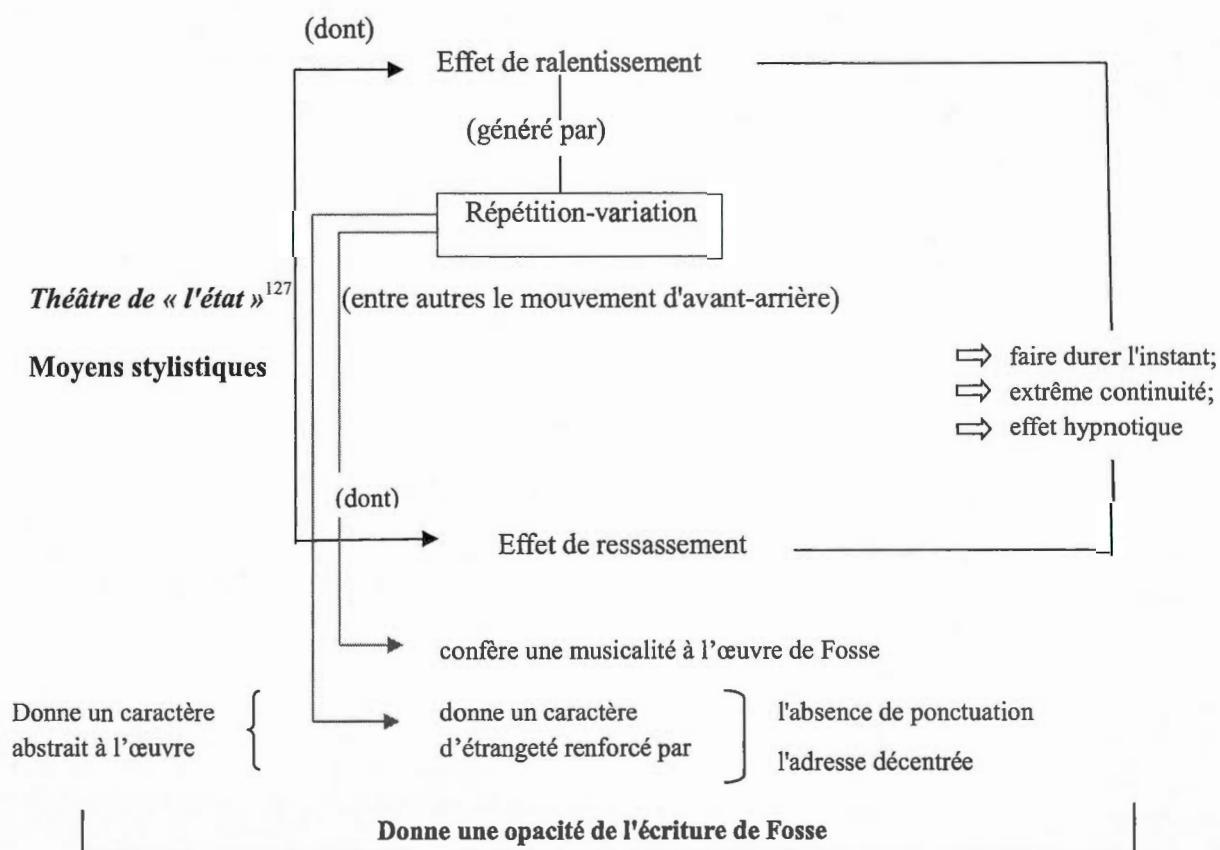 (dont)
Effet de ralentissement
(généré par)
Répétition-variation
Théâtre de « l'état »127
(entre autres le mouvement d'avant-arrière)
Moyens stylistiques
faire durer l'instant;
extrême continuité;
effet hypnotique
(dont)
Effet de ressassement
confère une musicalité à l'œuvre de Fosse
Donne un caractère
abstrait à l'œuvre
donne un caractère
d'étrangeté renforcé par
l'absence de ponctuation
l'adresse décentrée
Donne une opacité de l'écriture de Fosse